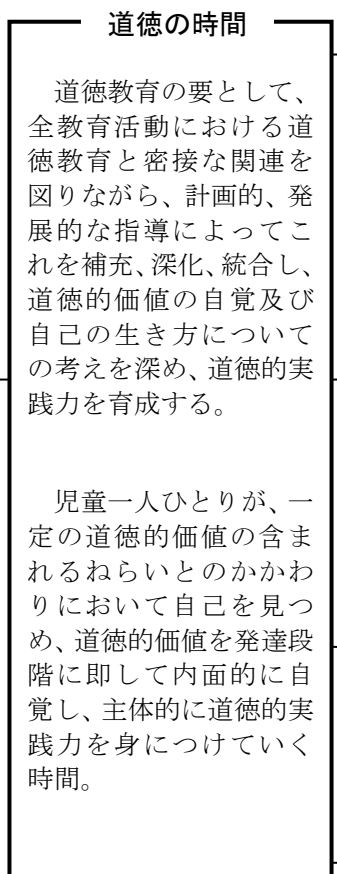 道徳の時間
道徳教育の要として、
全教育活動における道
徳教育と密接な関連を
図りながら、計画的、発
展的な指導によってこ
れを補充、深化、統合し、
道徳的価値の自覚及び
自己の生き方について
の考えを深め、道徳的実
践力を育成する。
児童一人ひとりが、一
定の道徳的価値の含ま
れるねらいとのかかわ
りにおいて自己を見つ
め、道徳的価値を発達段
階に即して内面的に自
覚し、主体的に道徳的実
践力を身につけていく
時間。